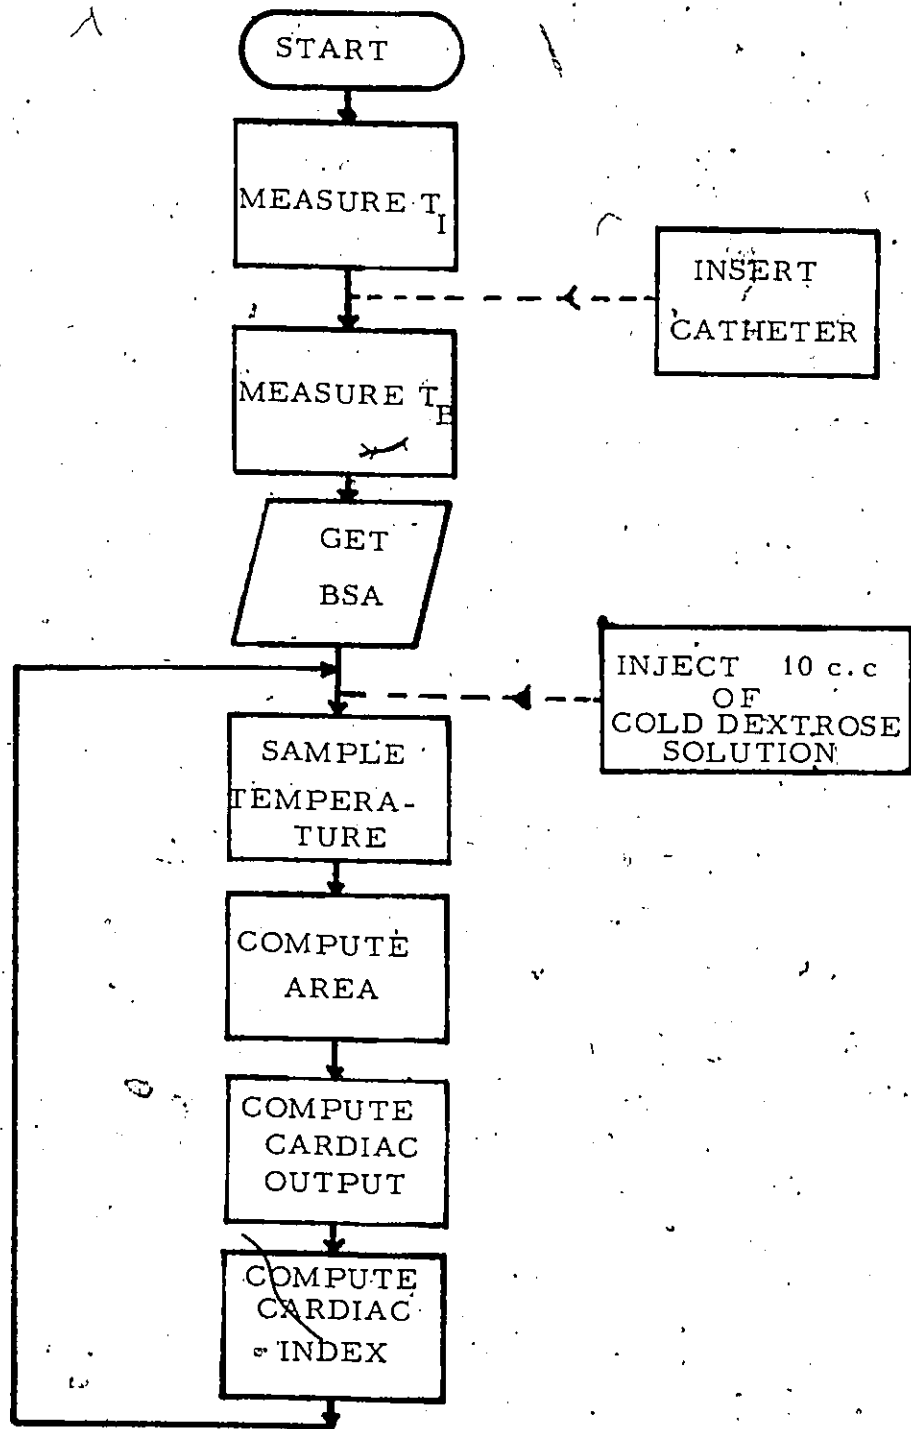 START
MEASURE T_I
INSERT
CATHETER
MEASURE T_B
GET
BSA
INJECT 10 c.c
OF
COLD DEXTROSE
SOLUTION
SAMPLE
TEMPERA-
TURE
COMPUTE
AREA
COMPUTE
CARDIAC
OUTPUT
COMPUTE
CARDIAC
INDEX